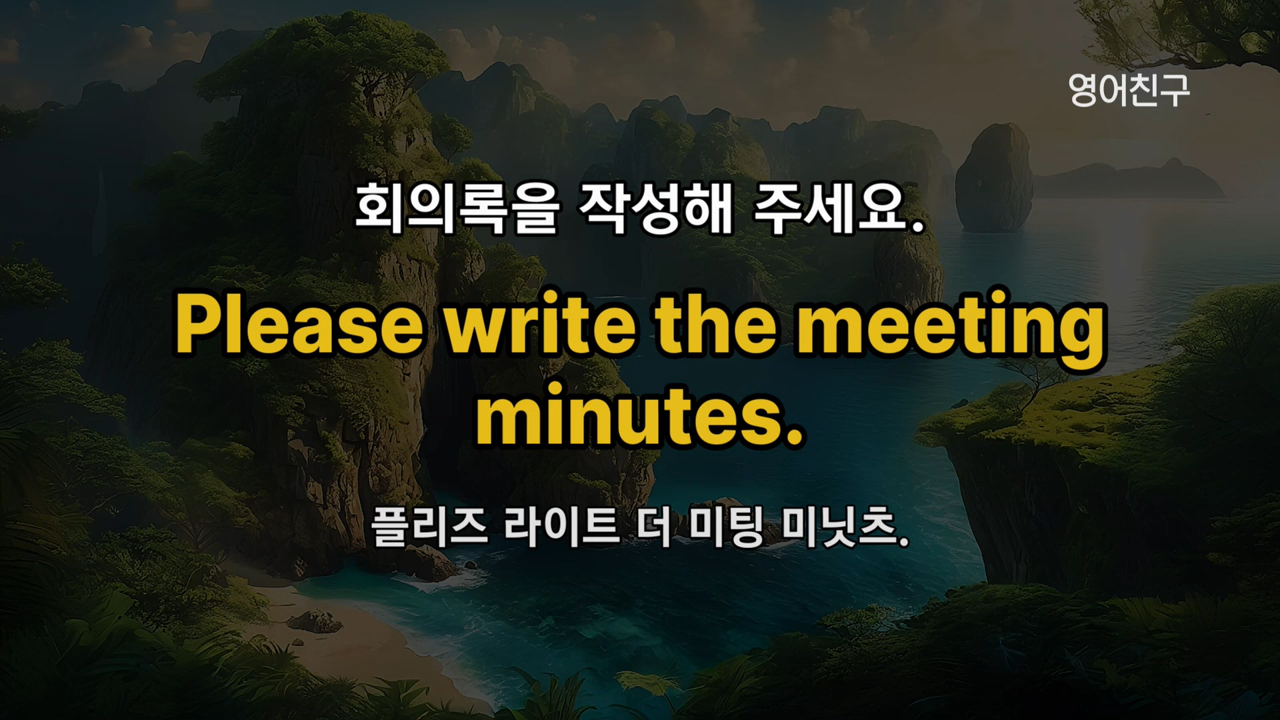 영어친구
회의록을 작성해 주세요.
Please write the meeting
minutes.
플리즈 라이트 더 미팅 미닛츠.